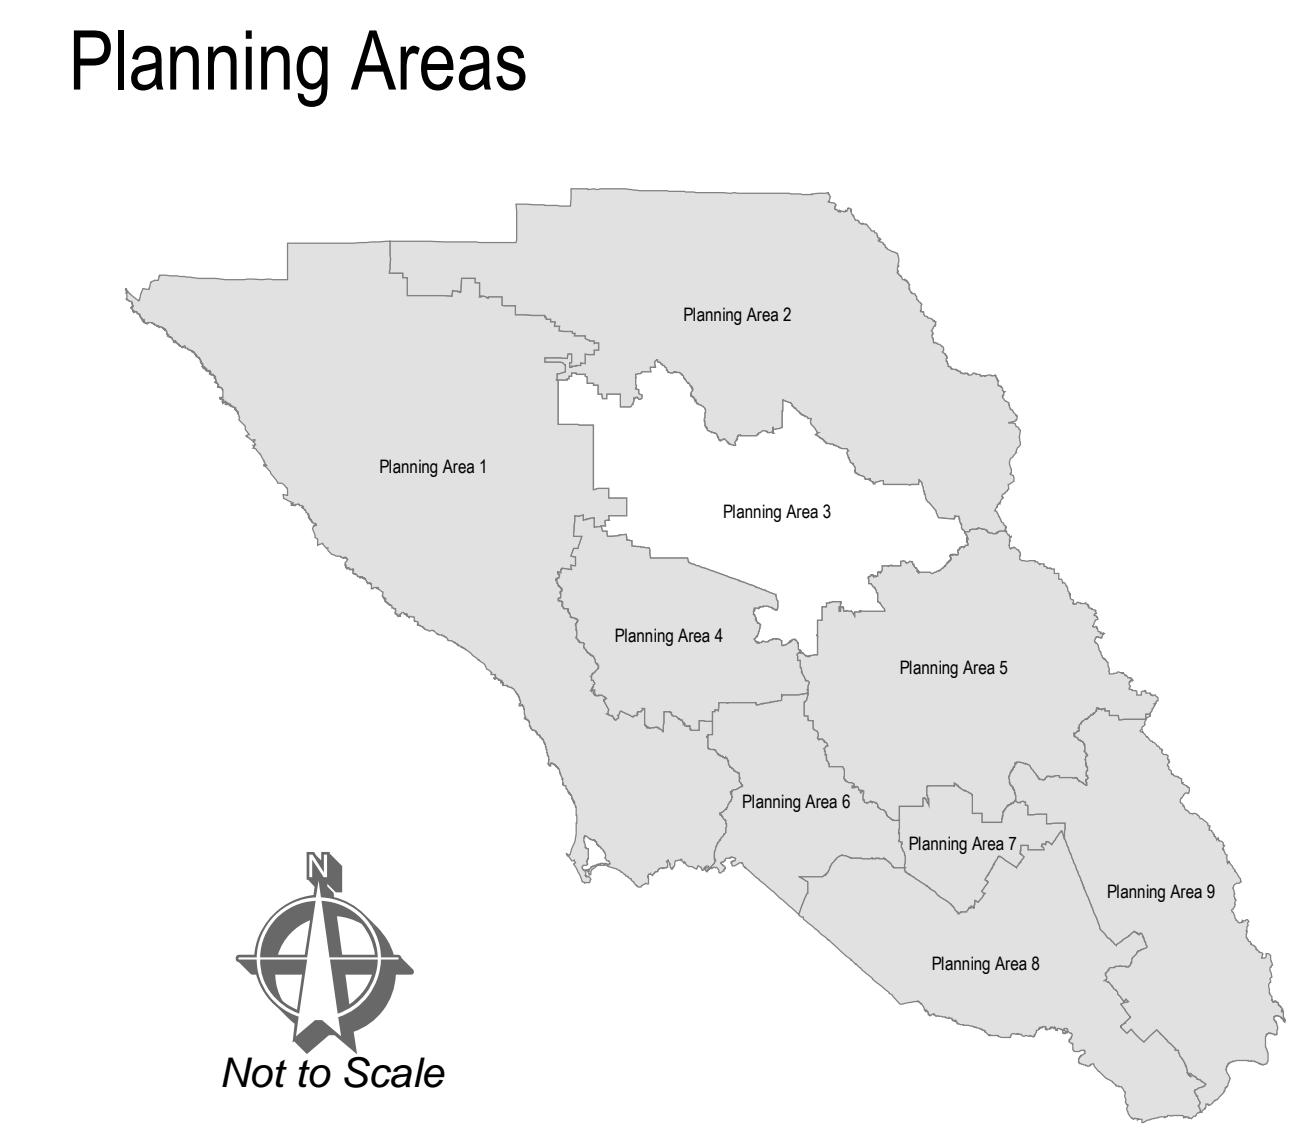 Planning Areas
Planning Area 2
Planning Area 1
Planning Area 3
Planning Area 4
Planning Area 5
Planning Area 6
Planning Area 7
Planning Area 9
Planning Area 8
N
Not to Scale